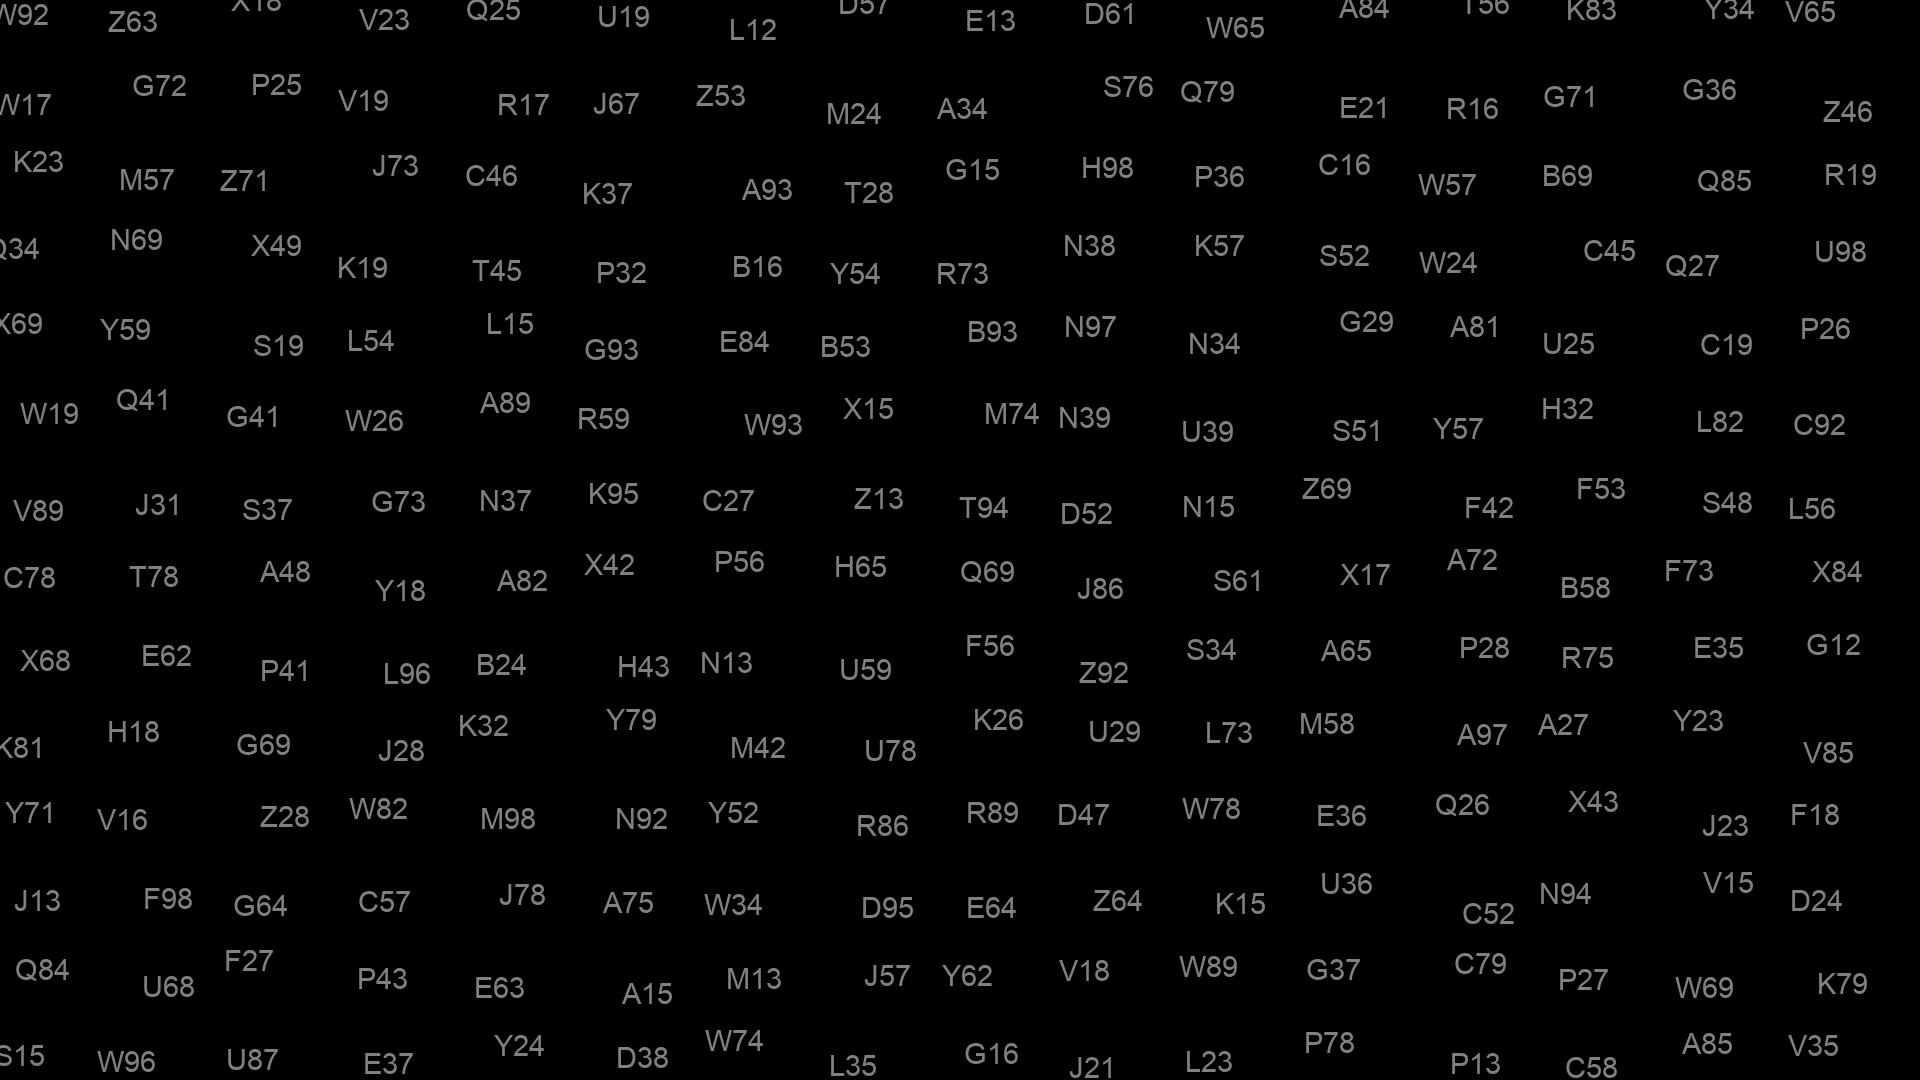 W92 Z63 X18 V23 Q25 U19 L12 D57 E13 D61 W65 A84 T56 K83 Y34 V65
W17 G72 P25 V19 R17 J67 Z53 M24 A34 S76 Q79 E21 R16 G71 G36 Z46
K23 M57 Z71 J73 C46 K37 A93 T28 G15 H98 P36 C16 W57 B69 Q85 R19
Q34 N69 X49 K19 T45 P32 B16 Y54 R73 N38 K57 S52 W24 C45 Q27 U98
X69 Y59 S19 L54 L15 G93 E84 B53 B93 N97 N34 G29 A81 U25 C19 P26
W19 Q41 G41 W26 A89 R59 W93 X15 M74 N39 U39 S51 Y57 H32 L82 C92
V89 J31 S37 G73 N37 K95 C27 Z13 T94 D52 N15 Z69 F42 F53 S48 L56
C78 T78 A48 Y18 A82 X42 P56 H65 Q69 J86 S61 X17 A72 B58 F73 X84
X68 E62 P41 L96 B24 H43 N13 U59 F56 Z92 S34 A65 P28 R75 E35 G12
K81 H18 G69 J28 K32 Y79 M42 U78 K26 U29 L73 M58 A97 A27 Y23 V85
Y71 V16 Z28 W82 M98 N92 Y52 R86 R89 D47 W78 E36 Q26 X43 J23 F18
J13 F98 G64 C57 J78 A75 W34 D95 E64 Z64 K15 U36 C52 N94 V15 D24
Q84 U68 F27 P43 E63 A15 M13 J57 Y62 V18 W89 G37 C79 P27 W69 K79
S15 W96 U87 E37 Y24 D38 W74 L35 G16 J21 L23 P78 P13 C58 A85 V35